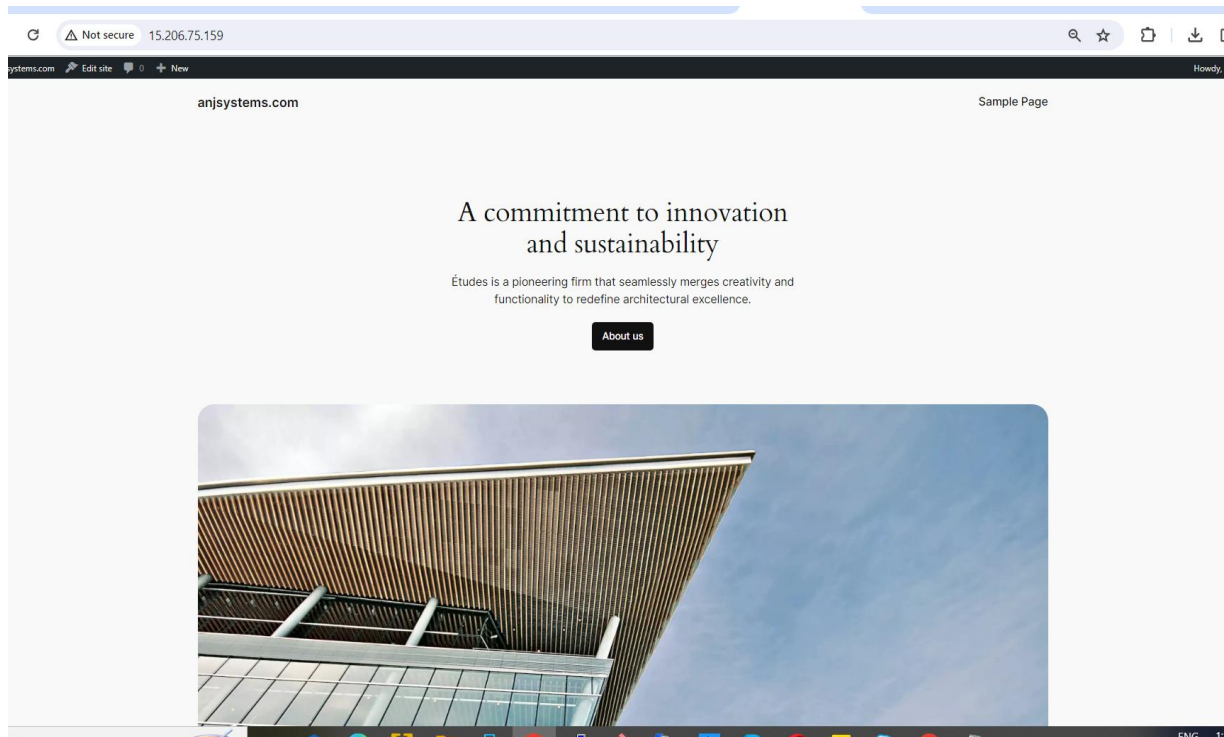 Not secure 15.206.75.159
systems.com Edit site 0 + New Howdy,
anjsystems.com Sample Page
A commitment to innovation
and sustainability
Études is a pioneering firm that seamlessly merges creativity and
functionality to redefine architectural excellence.
About us
ENG